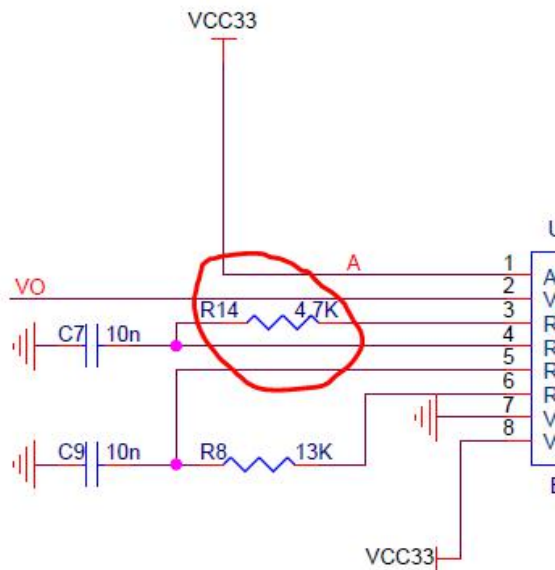 VCC33
U
A
1 A
VO
2 V
R14 4.7K
3 R
C7 10n
4 R
5 R
6 R
7 V
8 V
C9 10n
R8 13K
E
VCC33